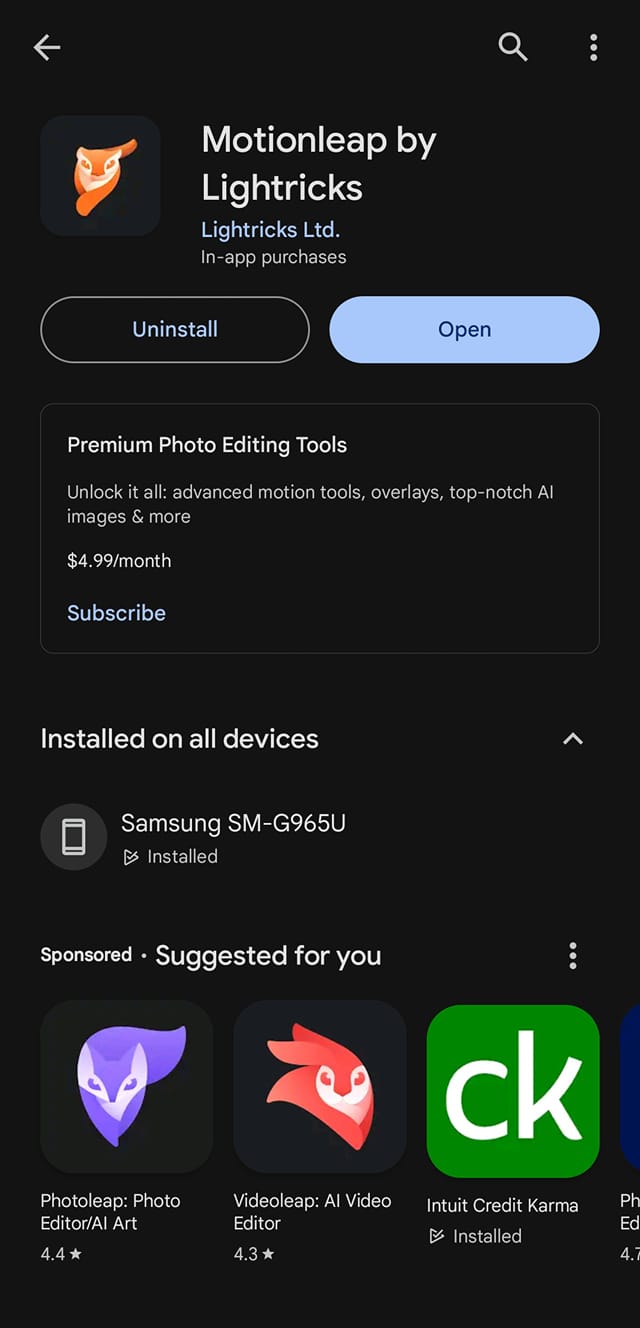 Motionleap by
Lightricks
Lightricks Ltd.
In-app purchases
Uninstall
Open
Premium Photo Editing Tools
Unlock it all: advanced motion tools, overlays, top-notch AI
images & more
$4.99/month
Subscribe
Installed on all devices
Samsung SM-G965U
Installed
Sponsored · Suggested for you
ck
Photoleap: Photo
Editor/AI Art
4.4 ★
Videoleap: AI Video
Editor
4.3 ★
Intuit Credit Karma
Installed
Ph
Ed
4.7